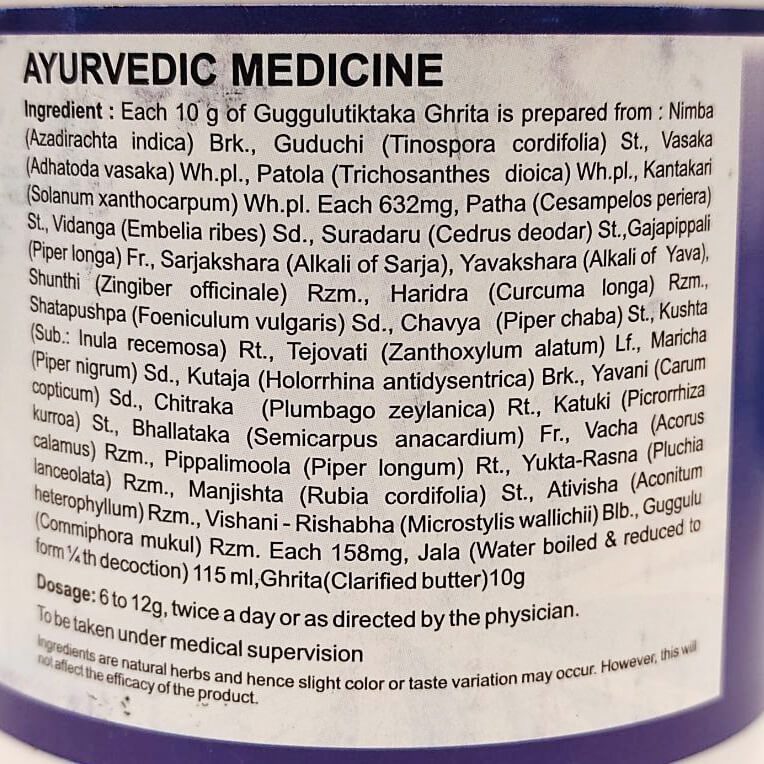 AYURVEDIC MEDICINE
Ingredient : Each 10 g of Guggulutiktaka Ghrita is prepared from : Nimba
(Azadirachta indica) Brk., Guduchi (Tinospora cordifolia) St., Vasaka
(Adhatoda vasaka) Wh.pl., Patola (Trichosanthes dioica) Wh.pl., Kantakari
(Solanum xanthocarpum) Wh.pl. Each 632mg, Patha (Cesampelos periera)
St., Vidanga (Embelia ribes) Sd., Suradaru (Cedrus deodar) St.,Gajapippali
(Piper longa) Fr., Sarjakshara (Alkali of Sarja), Yavakshara (Alkali of Yava),
Shunthi (Zingiber officinale) Rzm., Haridra (Curcuma longa) Rzm.,
Shatapushpa (Foeniculum vulgaris) Sd., Chavya (Piper chaba) St., Kushta
(Sub.: Inula recemosa) Rt., Tejovati (Zanthoxylum alatum) Lf., Maricha
(Piper nigrum) Sd., Kutaja (Holorrhina antidysentrica) Brk., Yavani (Carum
copticum) Sd., Chitraka (Plumbago zeylanica) Rt., Katuki (Picrorrhiza
kurroa) St., Bhallataka (Semicarpus anacardium) Fr., Vacha (Acorus
calamus) Rzm., Pippalimoola (Piper longum) Rt., Yukta-Rasna (Pluchia
lanceolata) Rzm., Manjishta (Rubia cordifolia) St., Ativisha (Aconitum
heterophyllum) Rzm., Vishani - Rishabha (Microstylis wallichii) Blb., Guggulu
(Commiphora mukul) Rzm. Each 158mg, Jala (Water boiled & reduced to
form ¼ th decoction) 115 ml,Ghrita(Clarified butter)10g
Dosage: 6 to 12g, twice a day or as directed by the physician.
To be taken under medical supervision
Ingredients are natural herbs and hence slight color or taste variation may occur. However, this will
not affect the efficacy of the product.